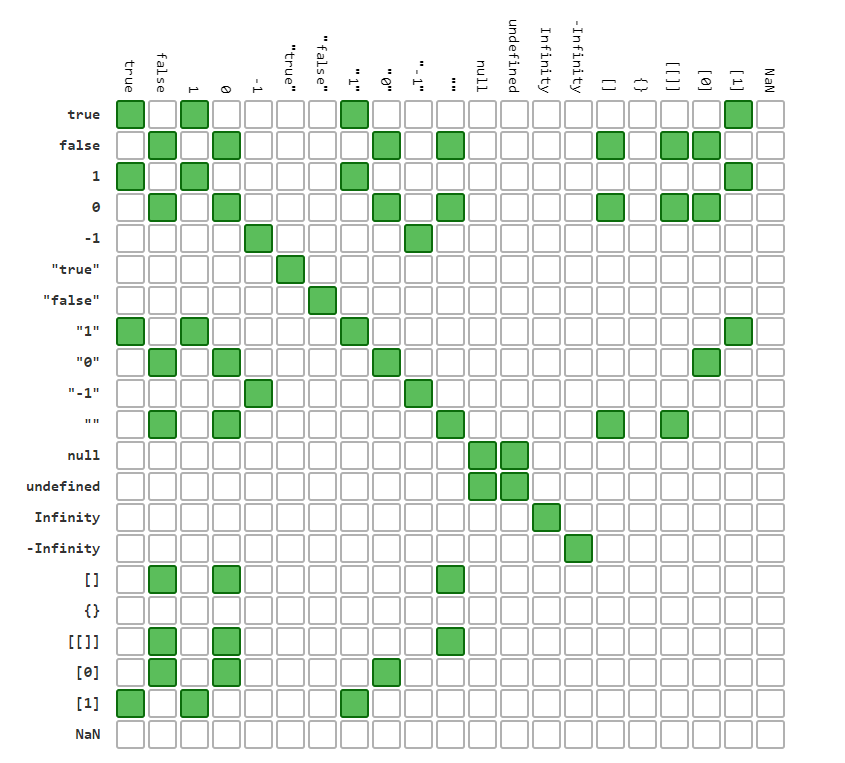 true
false
1
0
-1
"true"
"false"
"1"
"0"
"-1"
""
null
undefined
Infinity
-Infinity
[]
{}
[[]]
[0]
[1]
NaN
true
false
1
0
-1
"true"
"false"
"1"
"0"
"-1"
""
null
undefined
Infinity
-Infinity
[]
{}
[[]]
[0]
[1]
NaN